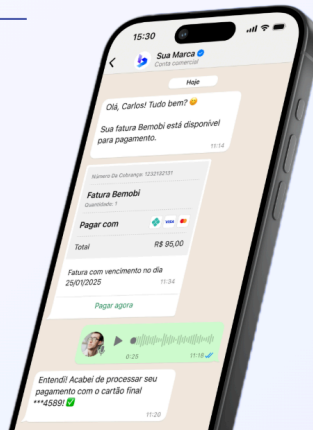 15:30
Sua Marca
Conta comercial
Hoje
Olá, Carlos! Tudo bem? 😁
Sua fatura Bemobi está disponível
para pagamento.
11:14
Número De Cobrança: 1232132131
Fatura Bemobi
Quantidade: 1
Pagar com
VISA
Total R$ 95,00
Fatura com vencimento no dia
25/01/2025
11:34
Pagar agora
0:25 11:18
Entendi! Acabei de processar seu
pagamento com o cartão final
***4589! ✅
11:20